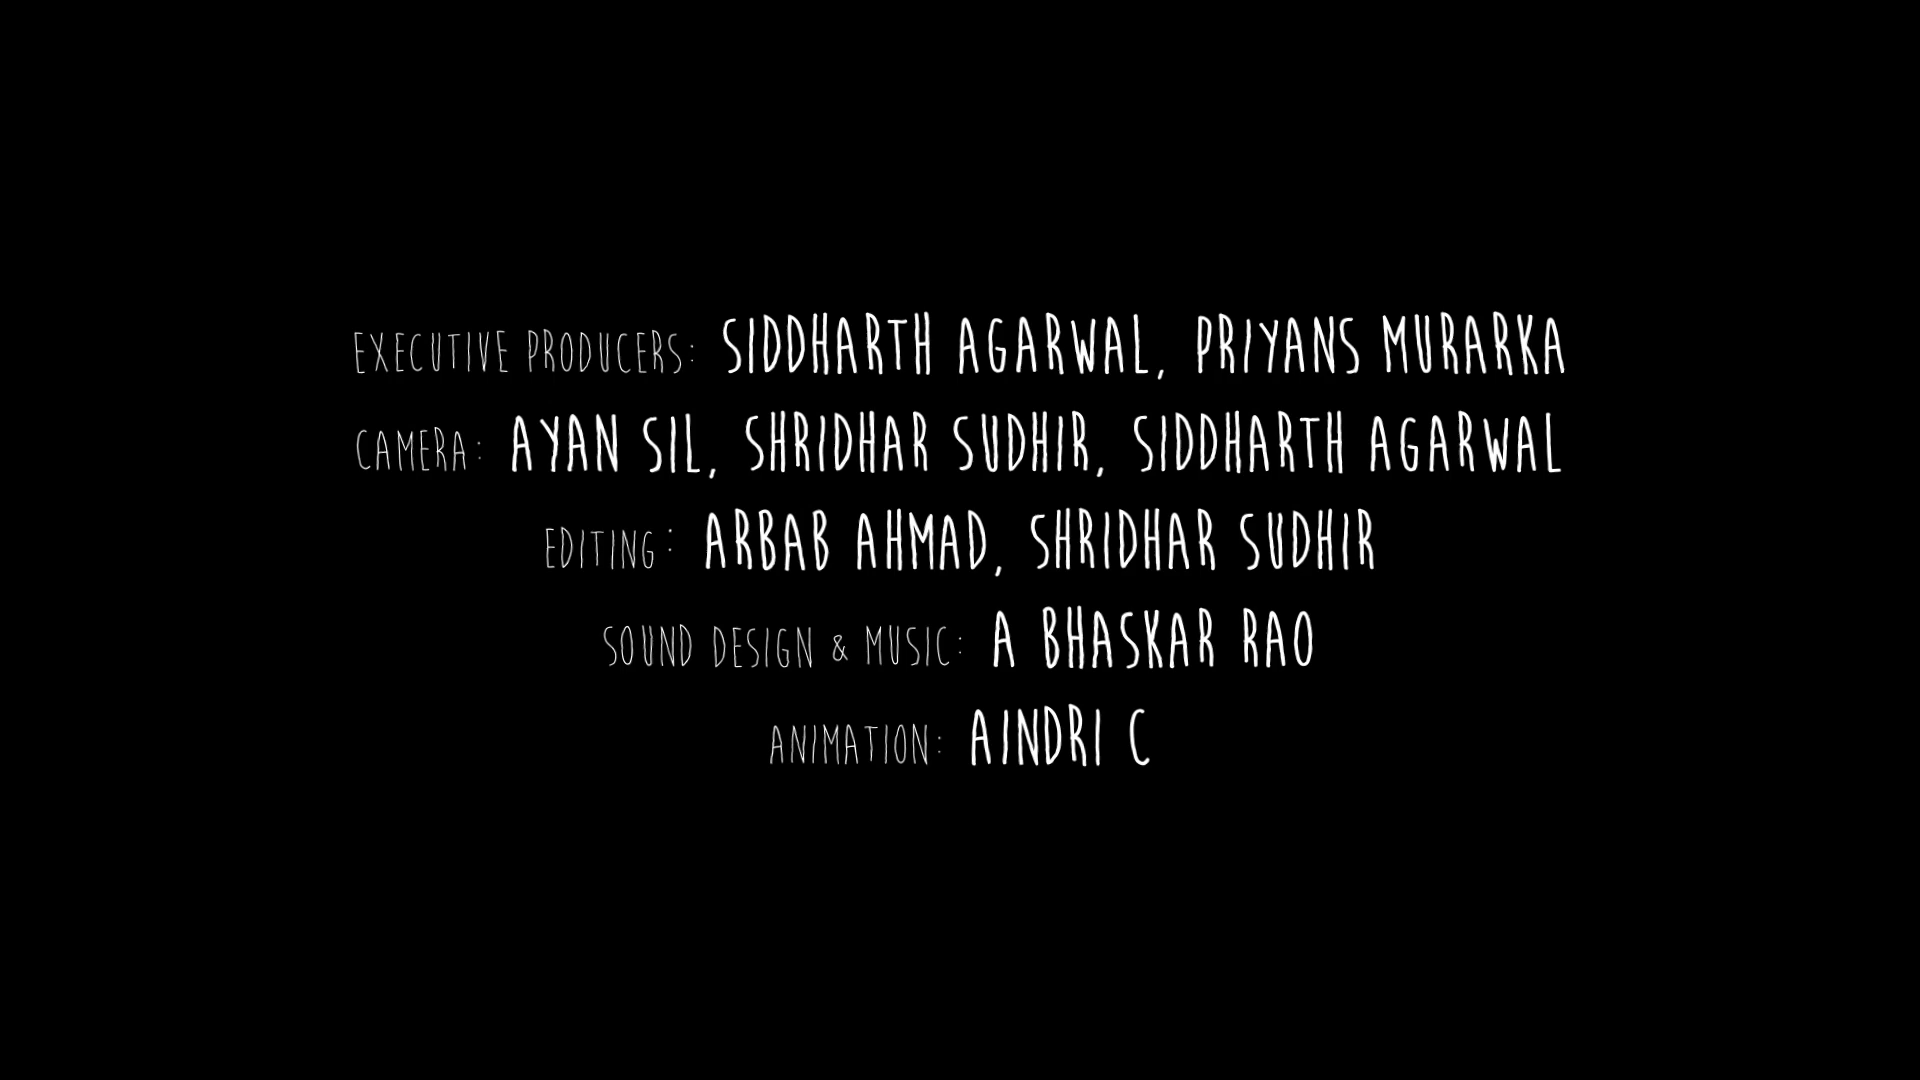 EXECUTIVE PRODUCERS: SIDDHARTH AGARWAL, PRIYANS MURARKA
CAMERA: AYAN SIL, SHRIDHAR SUDHIR, SIDDHARTH AGARWAL
EDITING: ARBAB AHMAD, SHRIDHAR SUDHIR
SOUND DESIGN & MUSIC: A BHASKAR RAO
ANIMATION: AINDRI C